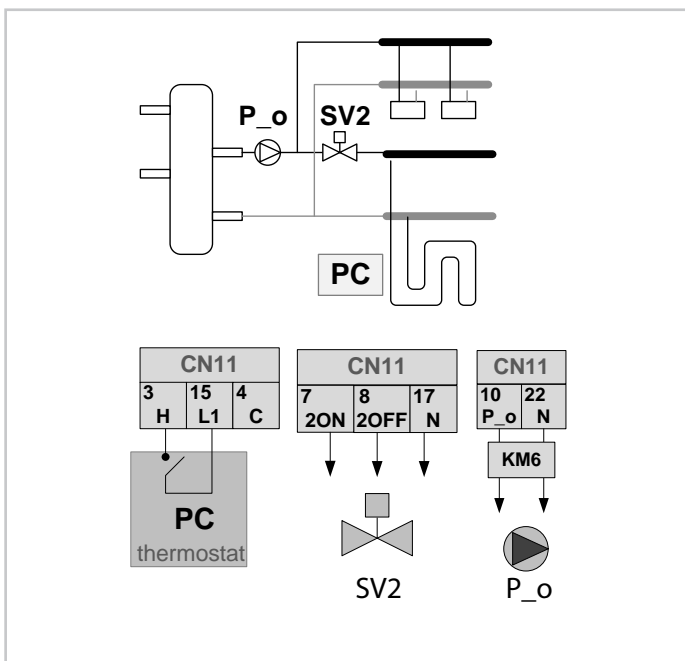 P_o SV2
PC
CN11 CN11 CN11
3 15 4 7 8 17 10 22
H L1 C 2ON 2OFF N P_o N
KM6
PC
thermostat
SV2 P_o